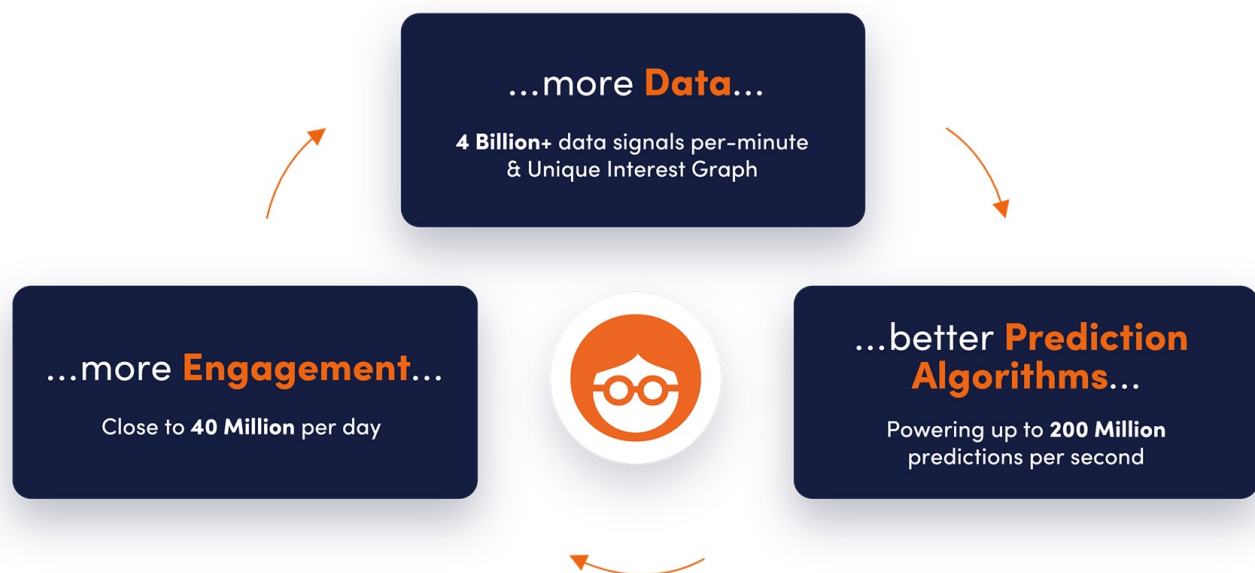 ...more Data...
4 Billion+ data signals per-minute
& Unique Interest Graph
...more Engagement...
Close to 40 Million per day
...better Prediction
Algorithms...
Powering up to 200 Million
predictions per second